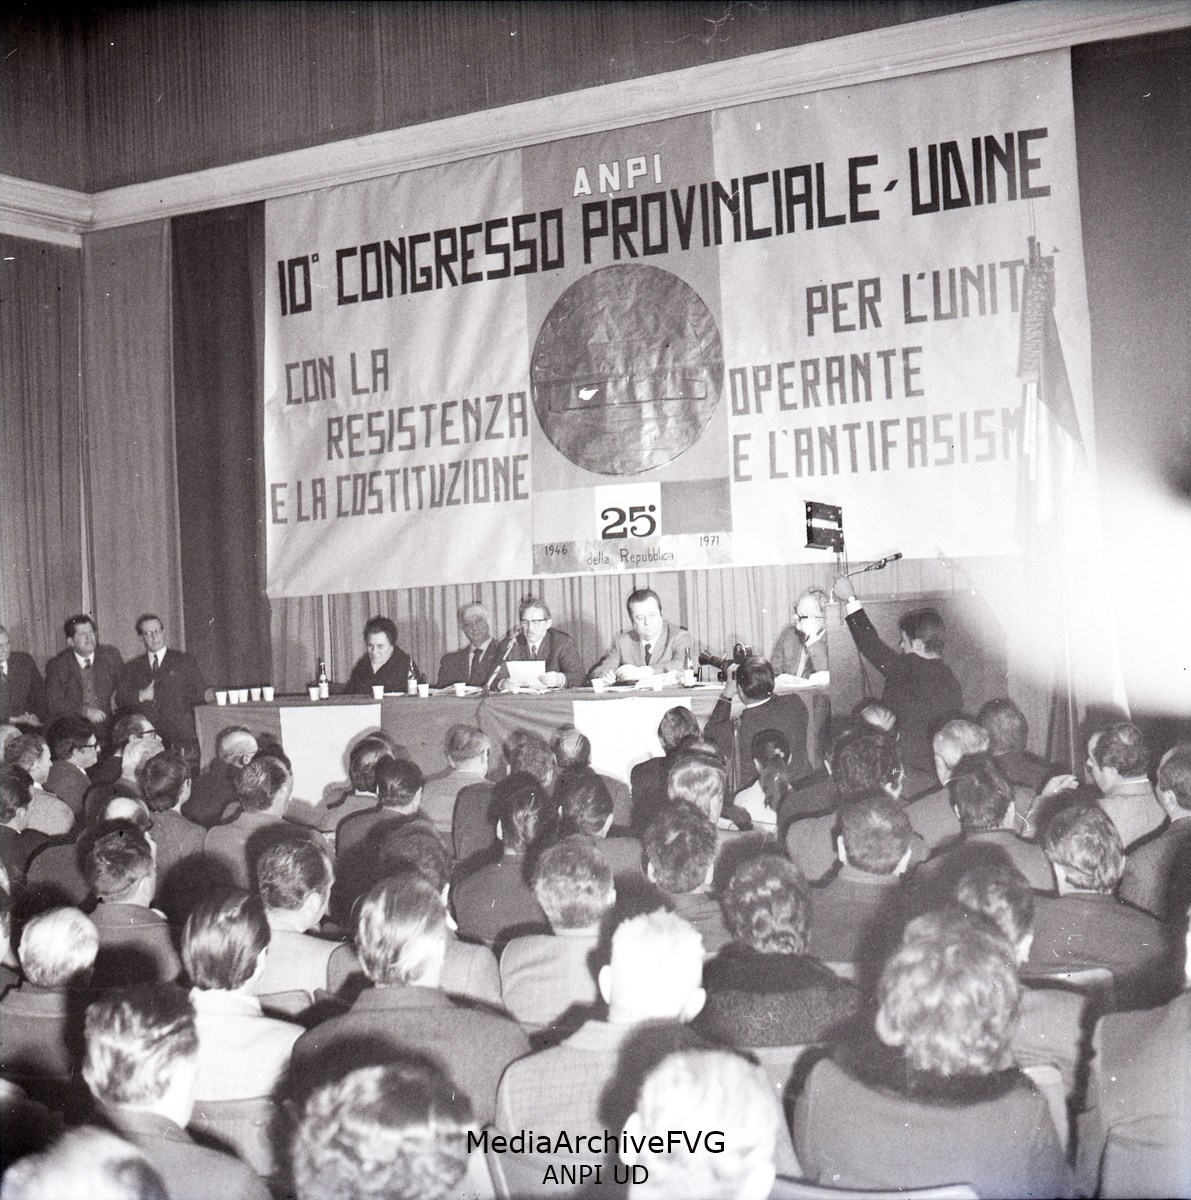 ANPI
10° CONGRESSO PROVINCIALE - UDINE
CON LA
RESISTENZA
E LA COSTITUZIONE
PER L'UNITÀ
OPERANTE
E L'ANTIFASISM
25°
1946
1971
della Repubblica
MediaArchiveFVG
ANPI UD